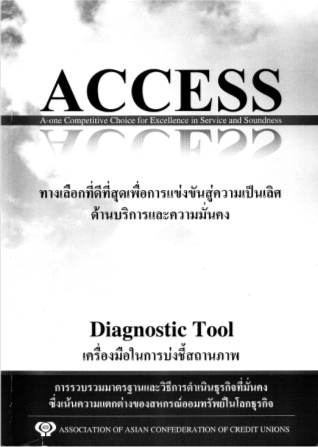 ACCESS
A-one Competitive Choice for Excellence in Service and Soundness
ทางเลือกที่ดีที่สุดเพื่อการแข่งขันสู่ความเป็นเลิศ
ด้านบริการและความมั่นคง
Diagnostic Tool
เครื่องมือในการบ่งชี้สถานภาพ
การรวบรวมมาตรฐานและวิธีการดำเนินธุรกิจที่มั่นคง
ซึ่งเน้นความแตกต่างของสหกรณ์ออมทรัพย์ในโลกธุรกิจ
ASSOCIATION OF ASIAN CONFEDERATION OF CREDIT UNIONS